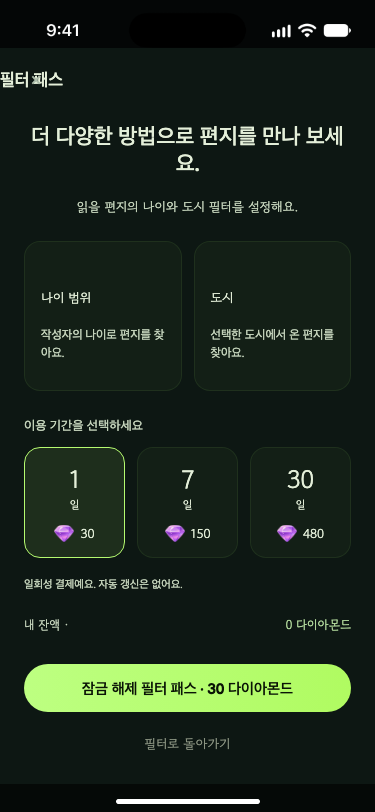 9:41
필터 패스
더 다양한 방법으로 편지를 만나 보세
요.
읽을 편지의 나이와 도시 필터를 설정해요.
나이 범위
작성자의 나이로 편지를 찾
아요.
도시
선택한 도시에서 온 편지를
찾아요.
이용 기간을 선택하세요
1
일
30
7
일
150
30
일
480
일회성 결제예요. 자동 갱신은 없어요.
내 잔액 ·
0 다이아몬드
잠금 해제 필터 패스 · 30 다이아몬드
필터로 돌아가기